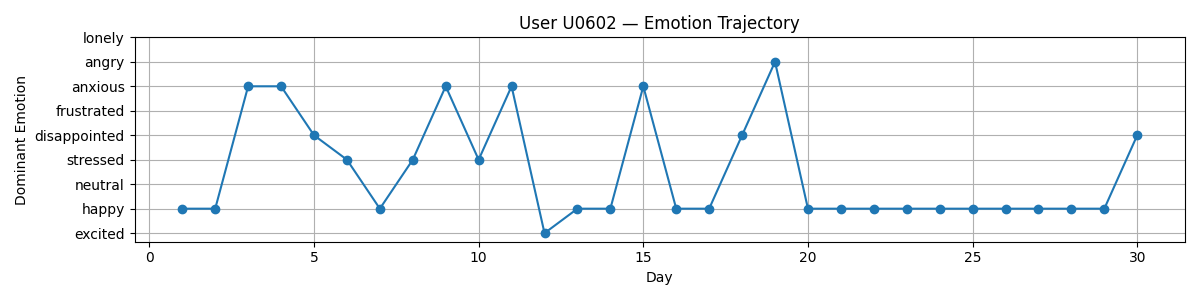 User U0602 — Emotion Trajectory
Dominant Emotion
lonely
angry
anxious
frustrated
disappointed
stressed
neutral
happy
excited
0 5 10 15 20 25 30
Day